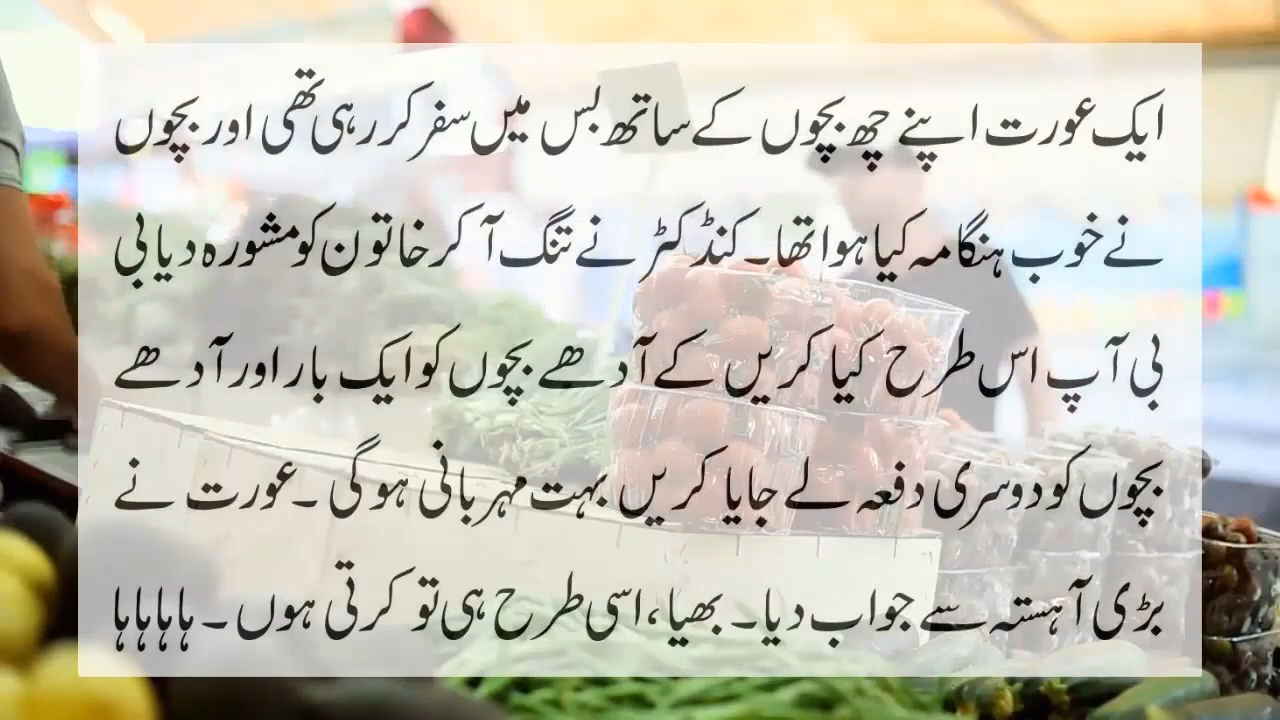 ایک عورت اپنے چھ بچوں کے ساتھ بس میں سفر کر رہی تھی اور بچوں
نے خوب ہنگامہ کیا ہوا تھا۔ کنڈکٹر نے تنگ آ کر خاتون کو مشورہ دیا بی
بی آپ اس طرح کیا کریں کے آدھے بچوں کو ایک بار اور آدھے
بچوں کو دوسری دفعہ لے جایا کریں بہت مہربانی ہو گی ۔ عورت نے
بڑی آہستہ سے جواب دیا۔ بھیا، اسی طرح ہی تو کرتی ہوں ۔ ہاہاہاہا